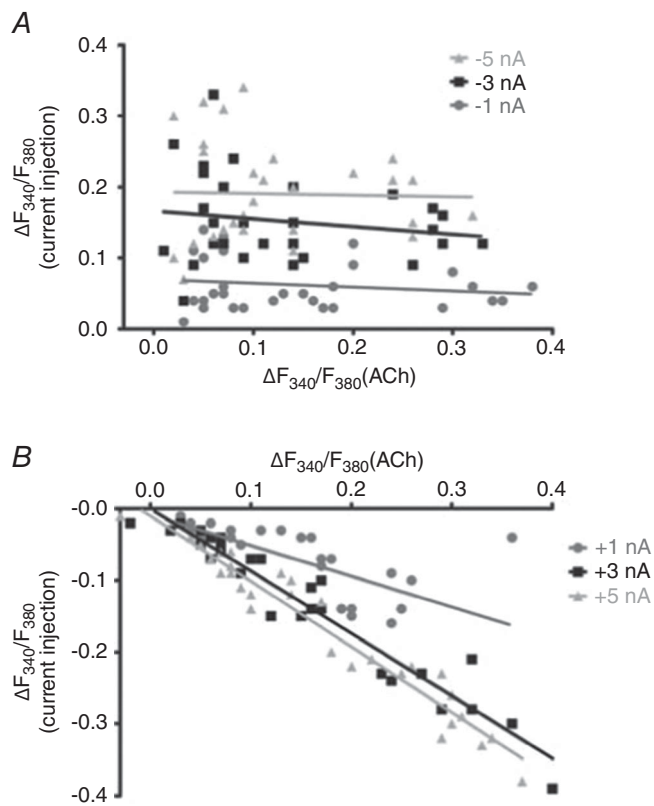 A
0.4
0.3
0.2
0.1
0.0
ΔF340/F380
(current injection)
-5 nA
-3 nA
-1 nA
0.0 0.1 0.2 0.3 0.4
ΔF340/F380(ACh)
B
ΔF340/F380(ACh)
0.0 0.1 0.2 0.3 0.4
-0.0
-0.1
-0.2
-0.3
-0.4
ΔF340/F380
(current injection)
+1 nA
+3 nA
+5 nA